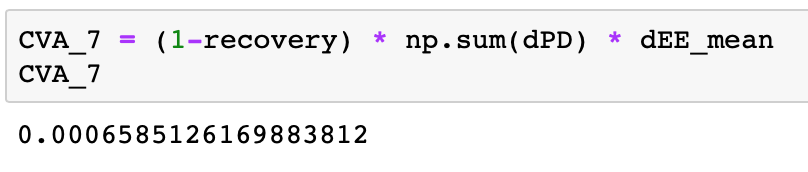 CVA_7 = (1-recovery) * np.sum(dPD) * dEE_mean
CVA_7
0.0006585126169883812